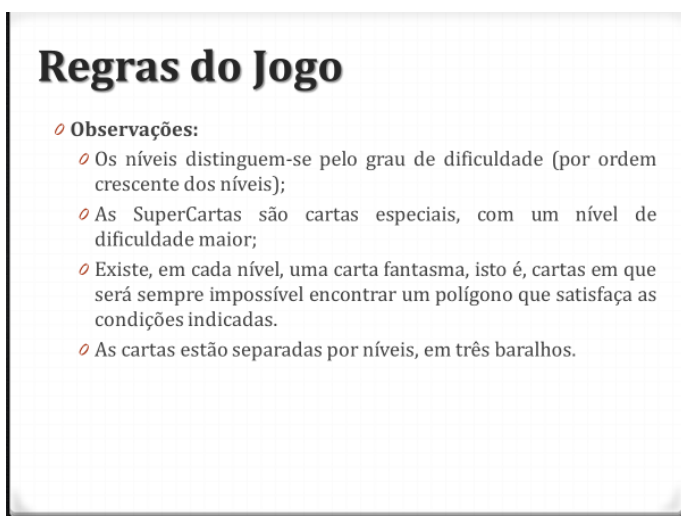 Regras do Jogo
Observações:
Os níveis distinguem-se pelo grau de dificuldade (por ordem
crescente dos níveis);
As SuperCartas são cartas especiais, com um nível de
dificuldade maior;
Existe, em cada nível, uma carta fantasma, isto é, cartas em que
será sempre impossível encontrar um polígono que satisfaça as
condições indicadas.
As cartas estão separadas por níveis, em três baralhos.